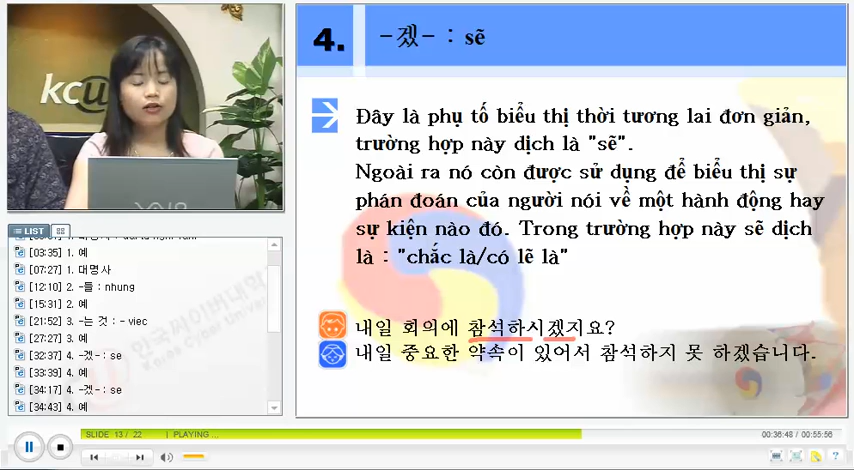 kcu
VAIO
4. -겠- : sẽ
Đây là phụ tố biểu thị thời tương lai đơn giản,
trường hợp này dịch là "sẽ".
Ngoài ra nó còn được sử dụng để biểu thị sự
phán đoán của người nói về một hành động hay
sự kiện nào đó. Trong trường hợp này sẽ dịch
là : "chắc là/có lẽ là"
내일 회의에 참석하시겠지요?
내일 중요한 약속이 있어서 참석하지 못 하겠습니다.
LIST
[03:35] 1. 예
[07:27] 1. 대명사
[12:10] 2. -들 : nhung
[15:31] 2. 예
[21:52] 3. -는 것 : - viec
[27:27] 3. 예
[32:37] 4. -겠- : se
[33:39] 4. 예
[34:17] 4. -겠- : se
[34:43] 4. 예
SLIDE 13 / 22 | PLAYING ...
00:36:48 / 00:55:56